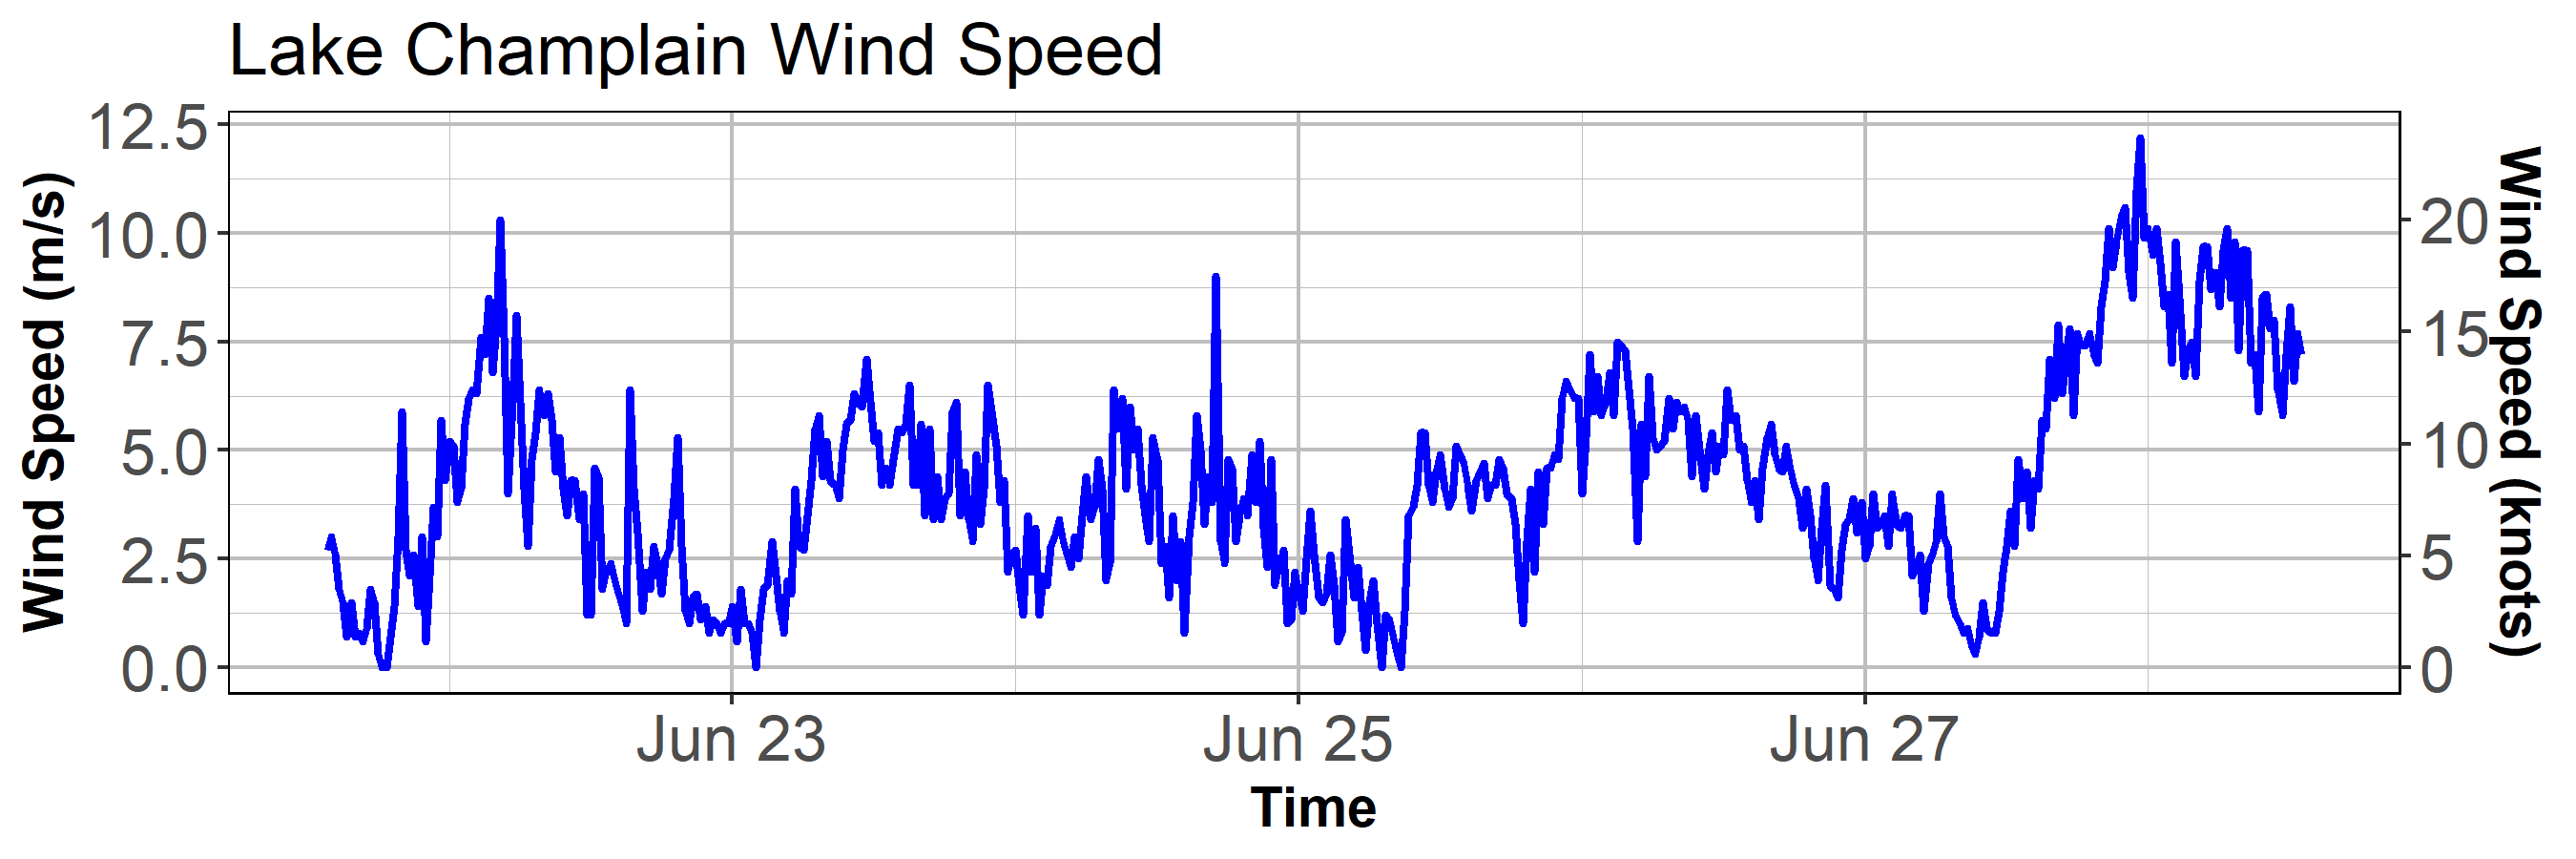 Lake Champlain Wind Speed
Wind Speed (m/s)
12.5
10.0
7.5
5.0
2.5
0.0
20
15
10
5
0
Wind Speed (knots)
Jun 23
Jun 25
Jun 27
Time